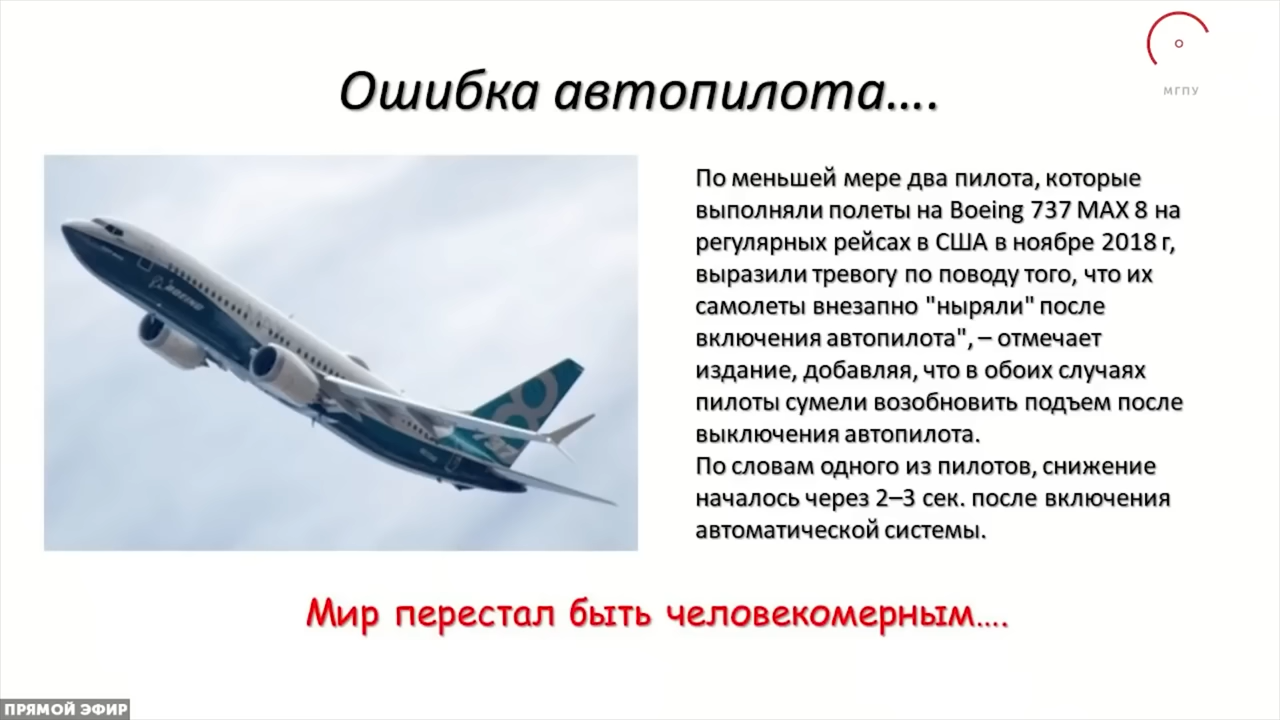 МГПУ
Ошибка автопилота....
По меньшей мере два пилота, которые
выполняли полеты на Boeing 737 MAX 8 на
регулярных рейсах в США в ноябре 2018 г,
выразили тревогу по поводу того, что их
самолеты внезапно "ныряли" после
включения автопилота", – отмечает
издание, добавляя, что в обоих случаях
пилоты сумели возобновить подъем после
выключения автопилота.
По словам одного из пилотов, снижение
началось через 2–3 сек. после включения
автоматической системы.
BOEING
8
Мир перестал быть человекомерным....
ПРЯМОЙ ЭФИР